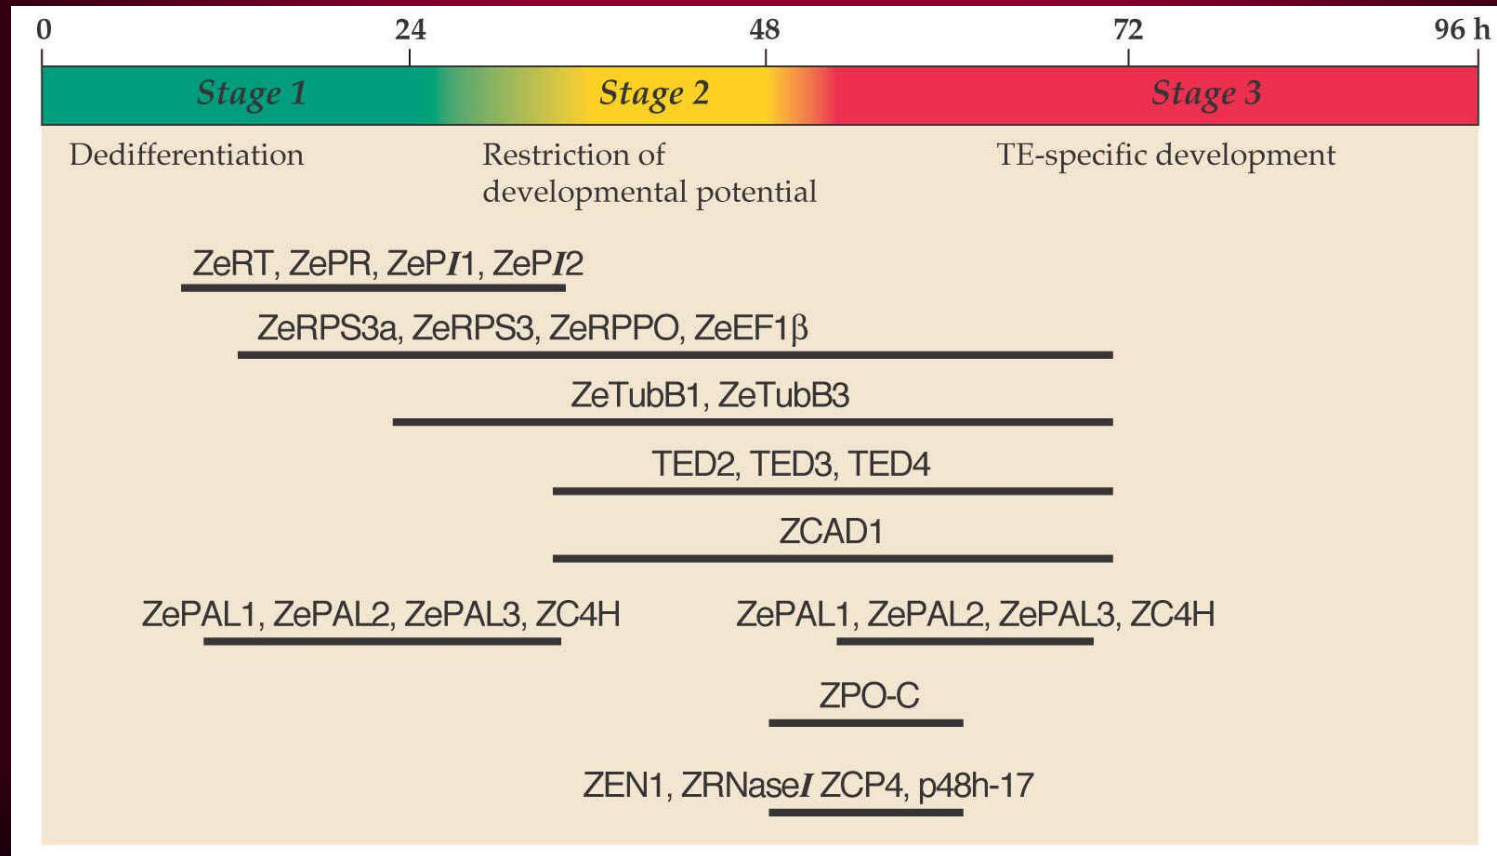 0 24 48 72 96 h
Stage 1 Stage 2 Stage 3
Dedifferentiation Restriction of TE-specific development
developmental potential
ZeRT, ZePR, ZePI1, ZePI2
ZeRPS3a, ZeRPS3, ZeRPPO, ZeEF1β
ZeTubB1, ZeTubB3
TED2, TED3, TED4
ZCAD1
ZePAL1, ZePAL2, ZePAL3, ZC4H ZePAL1, ZePAL2, ZePAL3, ZC4H
ZPO-C
ZEN1, ZRNaseI ZCP4, p48h-17